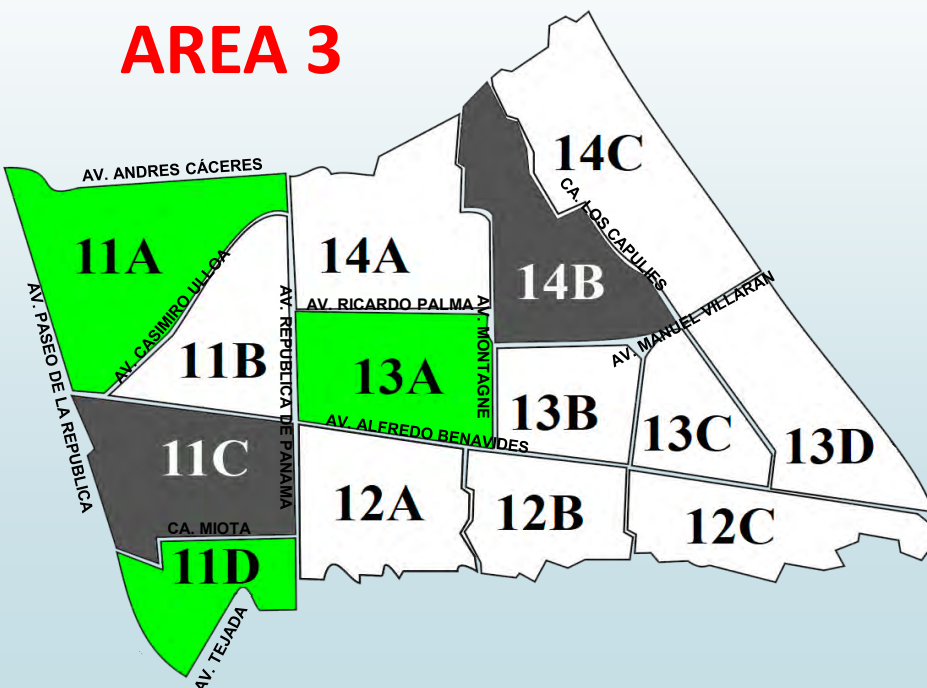 AREA 3
14C
AV. ANDRES CÁCERES
CA. LOS CAPULIES
11A
14A
14B
AV. CASIMIRO ULLOA
AV. PASEO DE LA REPUBLICA
AV. REPUBLICA DE PANAMA
AV. RICARDO PALMA
AV. MONTAGNE
AV. MANUEL VILLARAN
11B
13A
13B
13C
13D
AV. ALFREDO BENAVIDES
11C
12A
12B
12C
CA. MIOTA
11D
AV. TEJADA